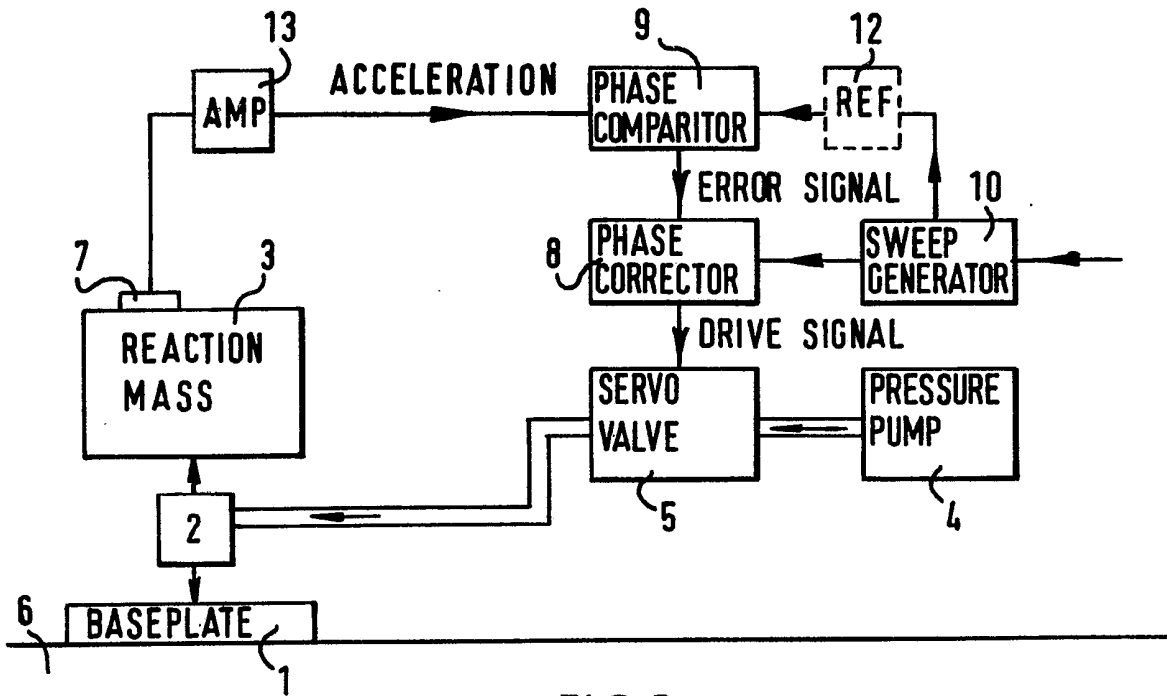 13
9
12
AMP
ACCELERATION
PHASE
COMPARITOR
REF
ERROR SIGNAL
10
7
3
8
PHASE
CORRECTOR
SWEEP
GENERATOR
REACTION
MASS
DRIVE SIGNAL
SERVO
VALVE
PRESSURE
PUMP
2
5
4
6
BASEPLATE
1